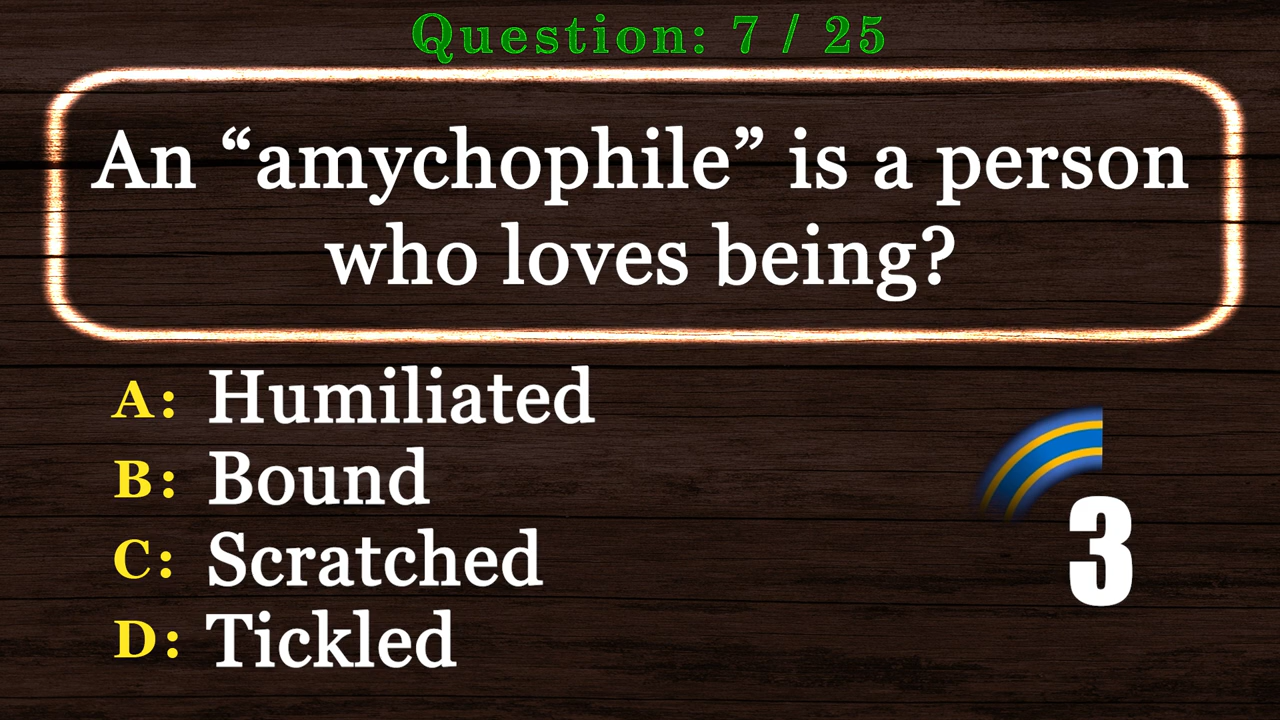 Question: 7 / 25
An “amychophile” is a person
who loves being?
A: Humiliated
B: Bound
C: Scratched
D: Tickled
3